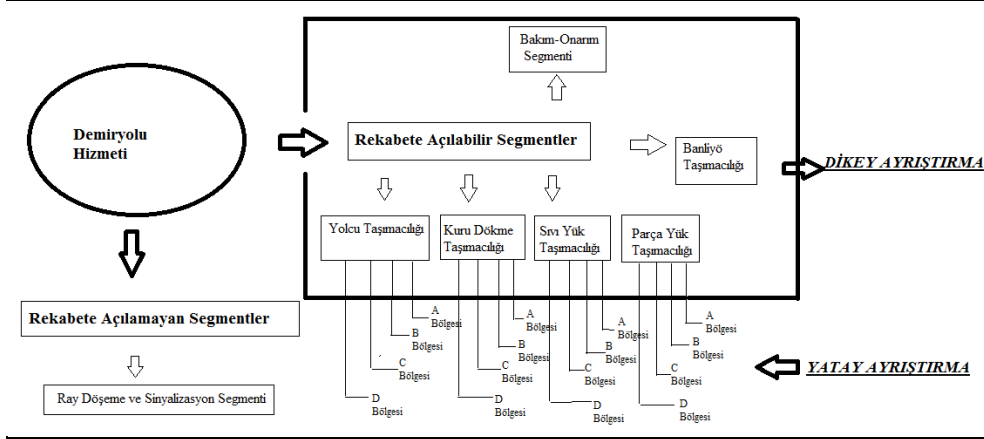 Bakım-Onarım
Segmenti
Demiryolu
Hizmeti
Rekabete Açılabilir Segmentler
Banliyö
Taşımacılığı
DİKEY AYRIŞTIRMA
Yolcu Taşımacılığı
Kuru Dökme
Taşımacılığı
Sıvı Yük
Taşımacılığı
Parça Yük
Taşımacılığı
Rekabete Açılamayan Segmentler
A
Bölgesi
B
Bölgesi
C
Bölgesi
D
Bölgesi
A
Bölgesi
B
Bölgesi
C
Bölgesi
D
Bölgesi
A
Bölgesi
B
Bölgesi
C
Bölgesi
D
Bölgesi
A
Bölgesi
B
Bölgesi
C
Bölgesi
D
Bölgesi
YATAY AYRIŞTIRMA
Ray Döşeme ve Sinyalizasyon Segmenti